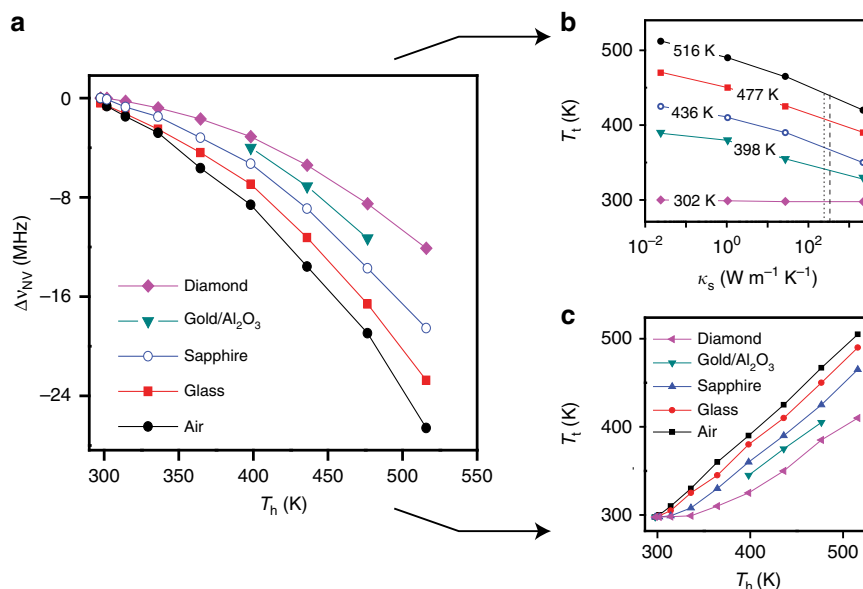 a
0
−8
−16
−24
Δν_NV (MHz)
Diamond
Gold/Al₂O₃
Sapphire
Glass
Air
300 350 400 450 500 550
T_h (K)
b
500
400
300
T_t (K)
516 K
477 K
436 K
398 K
302 K
10⁻² 10⁰ 10²
κ_s (W m⁻¹ K⁻¹)
c
500
400
300
T_t (K)
Diamond
Gold/Al₂O₃
Sapphire
Glass
Air
300 400 500
T_h (K)